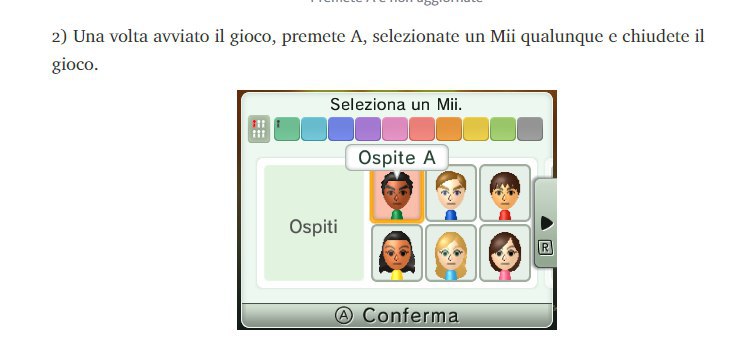 2) Una volta avviato il gioco, premete A, selezionate un Mii qualunque e chiudete il
gioco.
Seleziona un Mii.
Ospite A
Ospiti
R
A Conferma